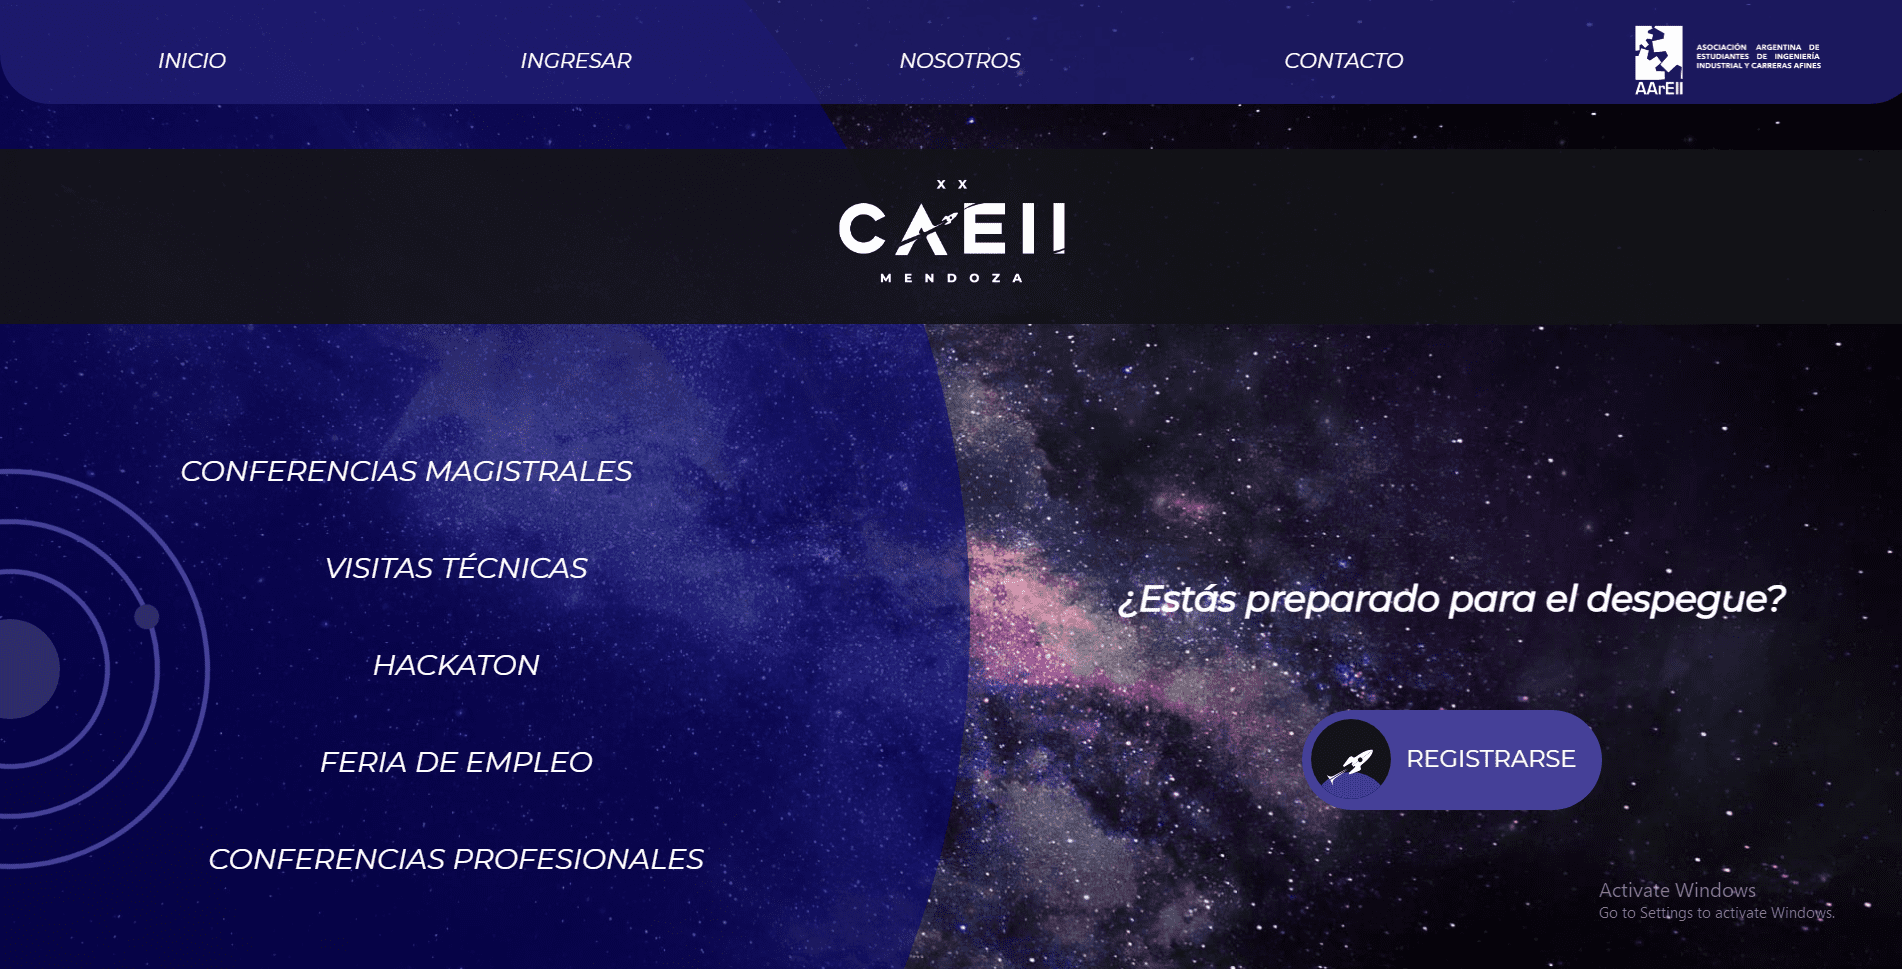 INICIO
INGRESAR
NOSOTROS
CONTACTO
AArEII
ASOCIACIÓN ARGENTINA DE
ESTUDIANTES DE INGENIERÍA
INDUSTRIAL Y CARRERAS AFINES
XX
CAEII
MENDOZA
CONFERENCIAS MAGISTRALES
VISITAS TÉCNICAS
HACKATON
FERIA DE EMPLEO
CONFERENCIAS PROFESIONALES
¿Estás preparado para el despegue?
REGISTRARSE
Activate Windows
Go to Settings to activate Windows.